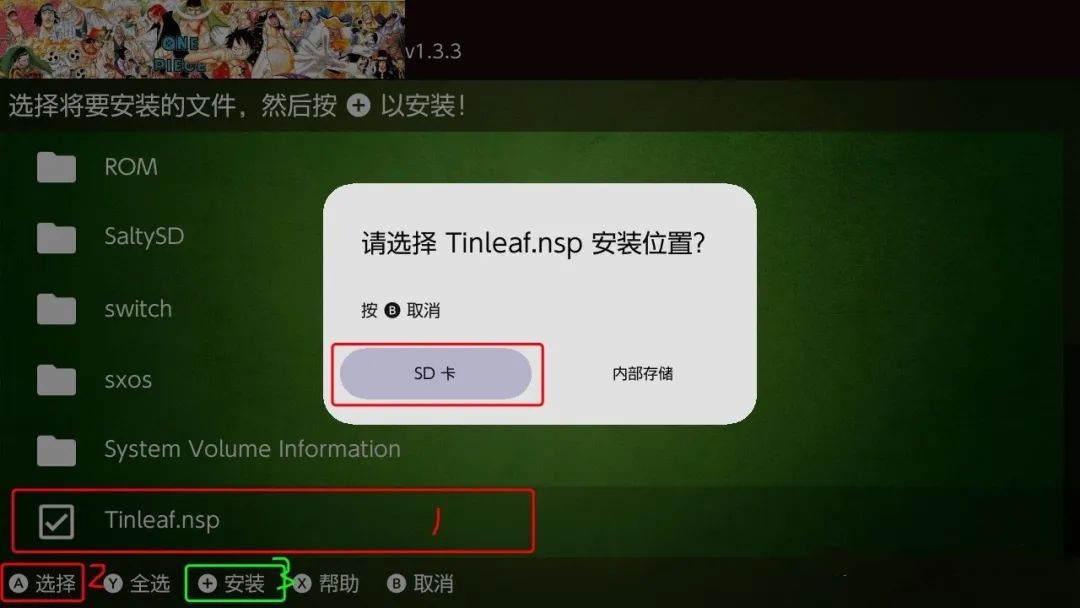 ONE
PIECE
v1.3.3
选择将要安装的文件，然后按 + 以安装！
ROM
SaltySD
switch
sxos
System Volume Information
Tinleaf.nsp
1
请选择 Tinleaf.nsp 安装位置？
按 B 取消
SD 卡 内部存储
A 选择 2 Y 全选 + 安装 3 X 帮助 B 取消